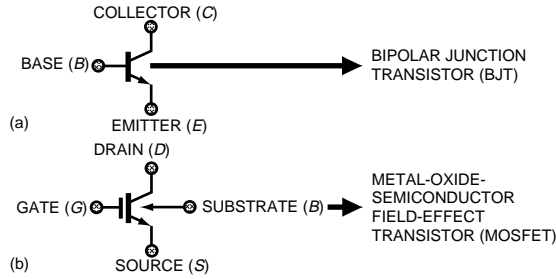 COLLECTOR (C)
BASE (B)
BIPOLAR JUNCTION
TRANSISTOR (BJT)
(a)
EMITTER (E)
DRAIN (D)
GATE (G)
SUBSTRATE (B)
METAL-OXIDE-
SEMICONDUCTOR
FIELD-EFFECT
TRANSISTOR (MOSFET)
(b)
SOURCE (S)